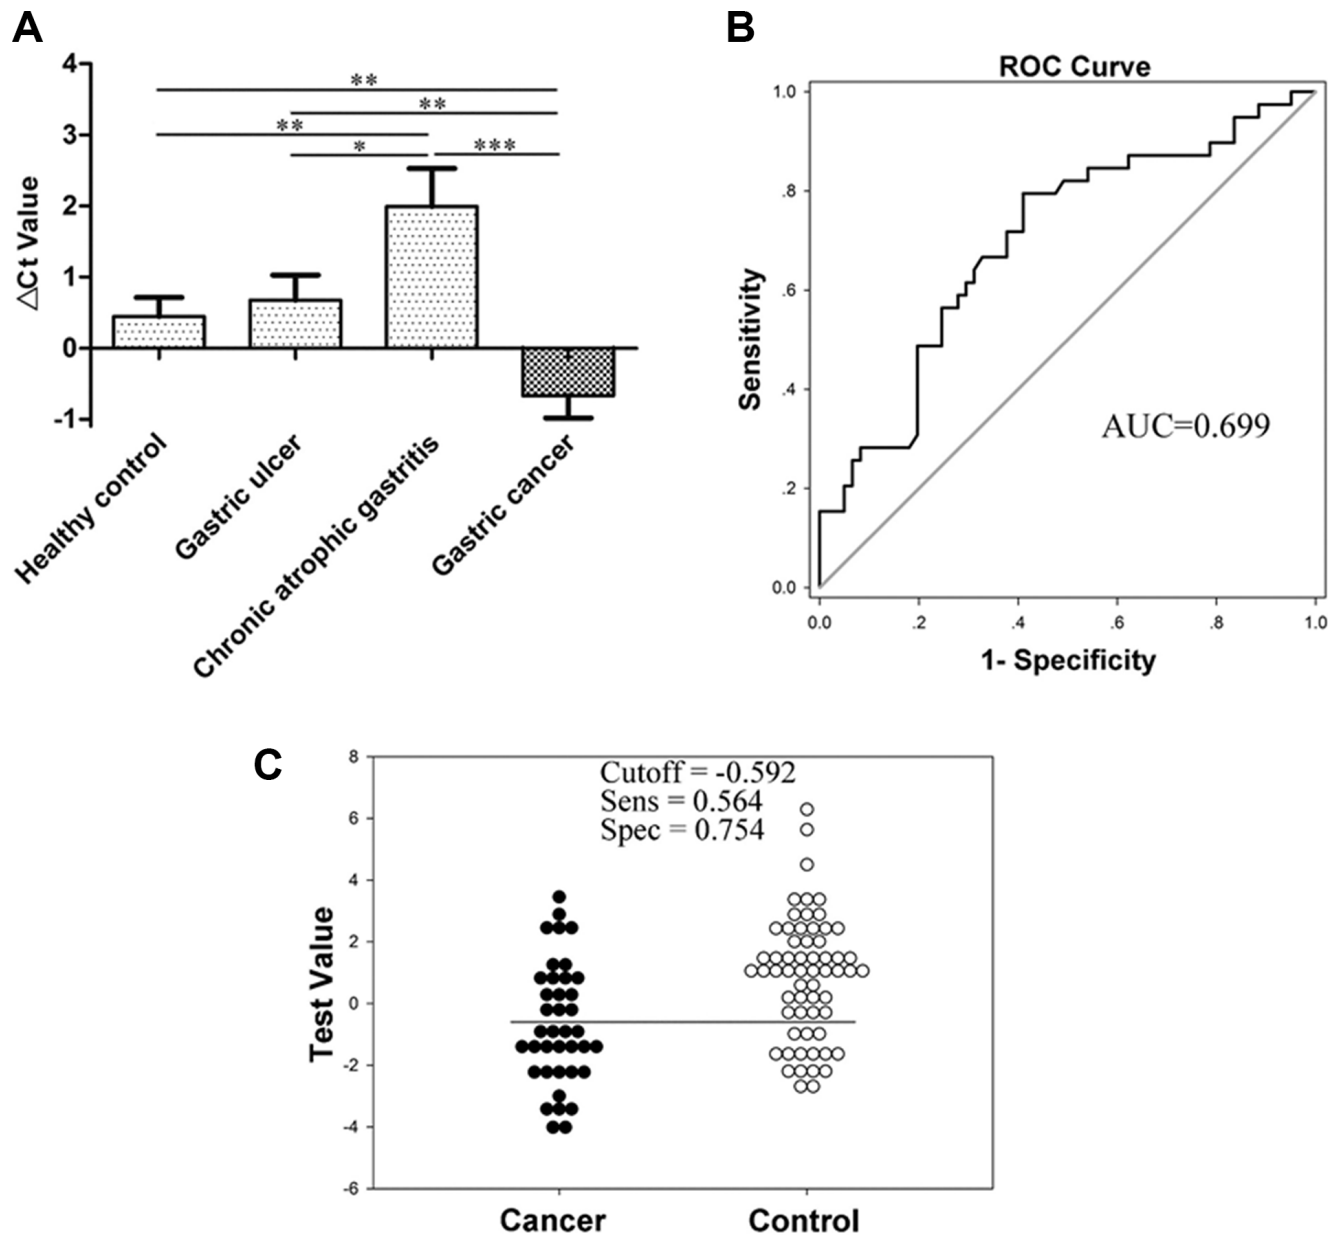 A
4
3
2
1
0
-1
△Ct Value
**
**
**
*
***
Healthy control
Gastric ulcer
Chronic atrophic gastritis
Gastric cancer
B
ROC Curve
1.0
.8
.6
.4
.2
0.0
Sensitivity
AUC=0.699
0.0 .2 .4 .6 .8 1.0
1- Specificity
C
8
6
4
2
0
-2
-4
-6
Test Value
Cutoff = -0.592
Sens = 0.564
Spec = 0.754
Cancer Control